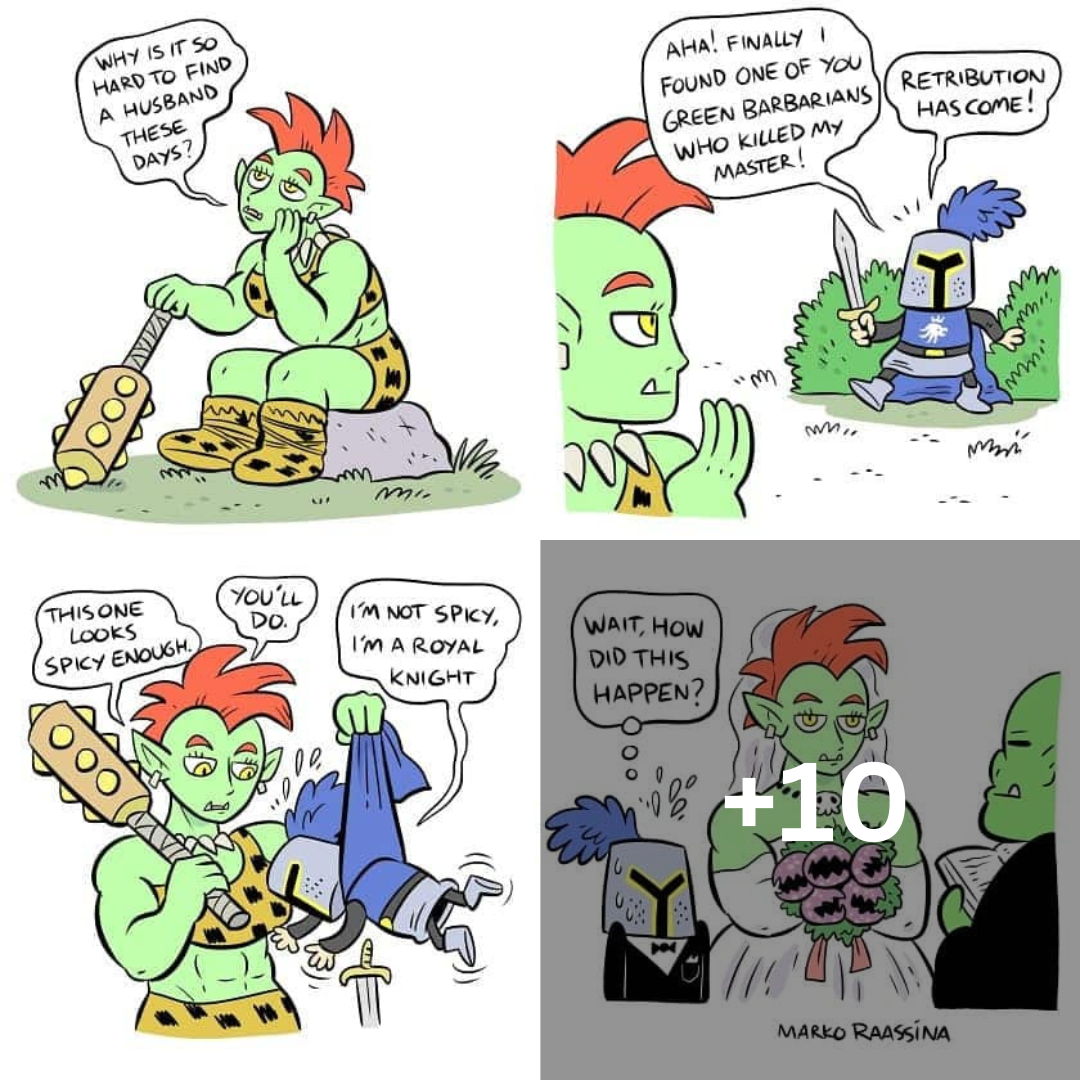 WHY IS IT SO
HARD TO FIND
A HUSBAND
THESE
DAYS?
AHA! FINALLY I
FOUND ONE OF YOU
GREEN BARBARIANS
WHO KILLED MY
MASTER!
RETRIBUTION
HAS COME!
THIS ONE
LOOKS
SPICY ENOUGH.
YOU'LL
DO.
I'M NOT SPICY,
I'M A ROYAL
KNIGHT
WAIT, HOW
DID THIS
HAPPEN?
+10
MARKO RAASSINA